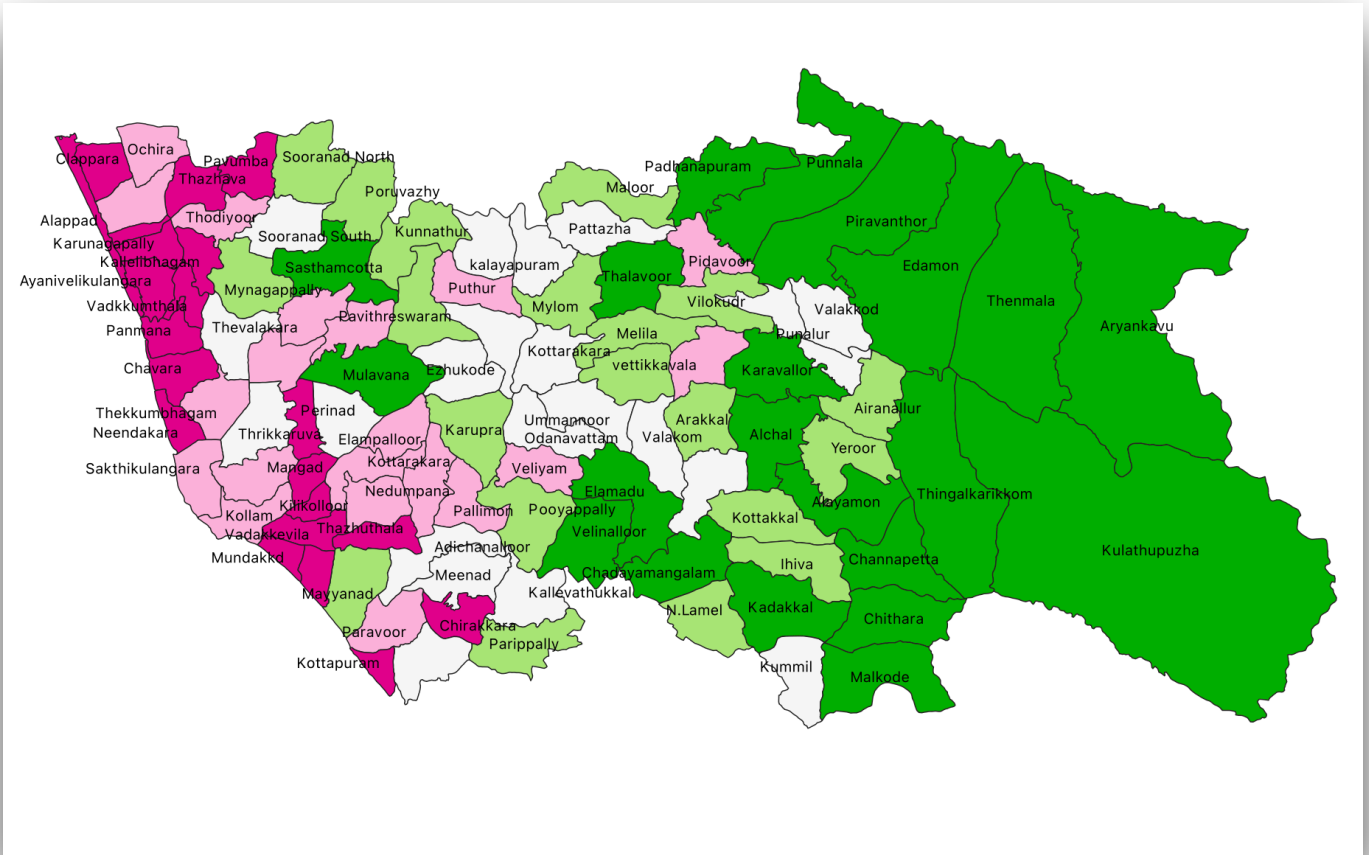 Ochira
Clappara
Pavumba
Sooranad North
Thazhava
Padhanapuram
Punnala
Poruvazhy
Maloor
Alappad
Thodiyoor
Piravanthor
Kunnathur
Pattazha
Sooranad South
Karunagapally
Kallelibhagam
Sasthamcotta
kalayapuram
Pidavoor
Edamon
Ayanivelikulangara
Mynagappally
Puthur
Thalavoor
Thenmala
Vadkkumthala
Mylom
Vilokudr
Valakkod
Panmana
Thevalakara
Pavithreswaram
Melila
Punalur
Aryankavu
Chavara
Mulavana
Ezhukode
Kottarakara
vettikkavala
Karavallor
Thekkumbhagam
Perinad
Airanallur
Neendakara
Thrikkaruva
Elampalloor
Karupra
Ummannoor
Odanavattam
Valakom
Arakkal
Alchal
Yeroor
Sakthikulangara
Mangad
Kottarakara
Veliyam
Nedumpana
Elamadu
Thingalkarikkom
Kollam
Kilikolloor
Pallimon
Pooyappally
Alayamon
Vadakkevila
Thazhuthala
Velinalloor
Kottakkal
Mundakkd
Adichanalloor
Kulathupuzha
Meenad
Chadayamangalam
Ihiva
Channapetta
Mayyanad
Kallevathukkal
N.Lamel
Kadakkal
Chithara
Paravoor
Chirakkara
Parippally
Kottapuram
Kummil
Malkode